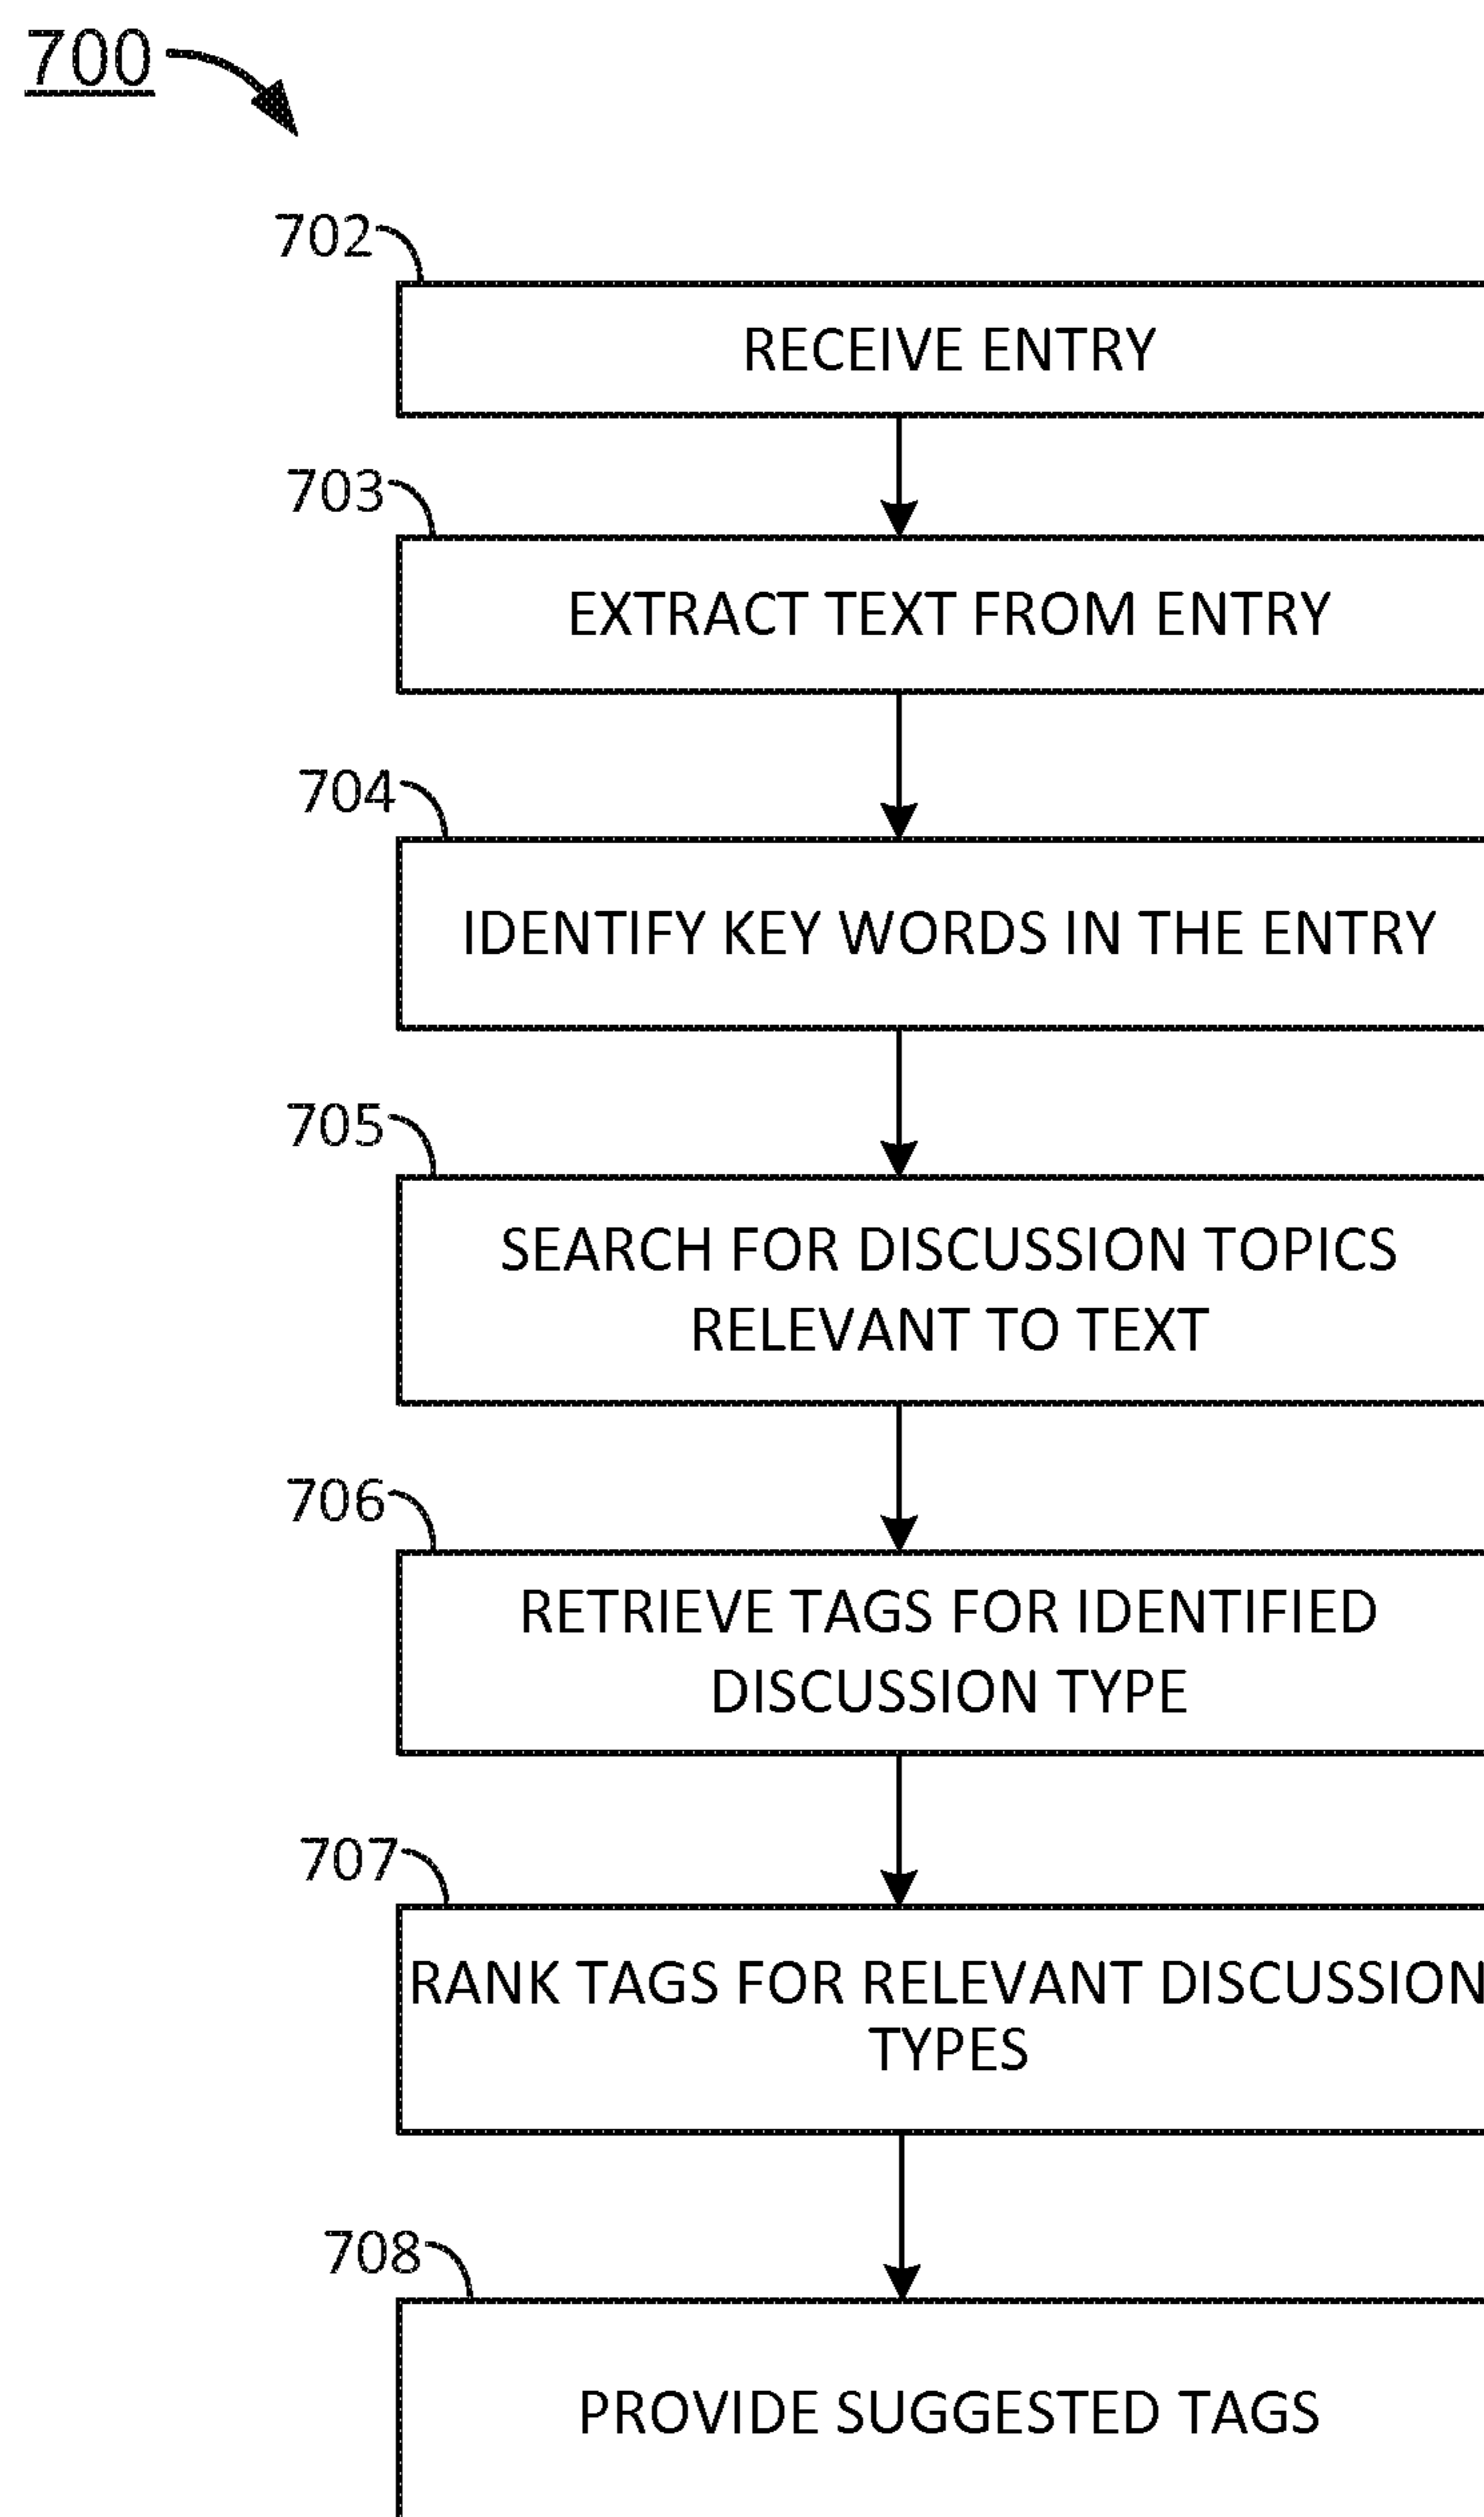 700
702
RECEIVE ENTRY
703
EXTRACT TEXT FROM ENTRY
704
IDENTIFY KEY WORDS IN THE ENTRY
705
SEARCH FOR DISCUSSION TOPICS
RELEVANT TO TEXT
706
RETRIEVE TAGS FOR IDENTIFIED
DISCUSSION TYPE
707
RANK TAGS FOR RELEVANT DISCUSSION
TYPES
708
PROVIDE SUGGESTED TAGS